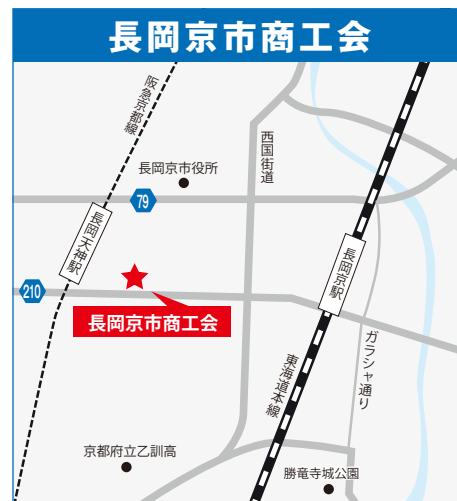 長岡京市商工会
阪急京都線
西国街道
長岡京市役所
79
長岡天神駅
長岡京駅
210
長岡京市商工会
ガラシャ通り
東海道本線
京都府立乙訓高
勝竜寺城公園